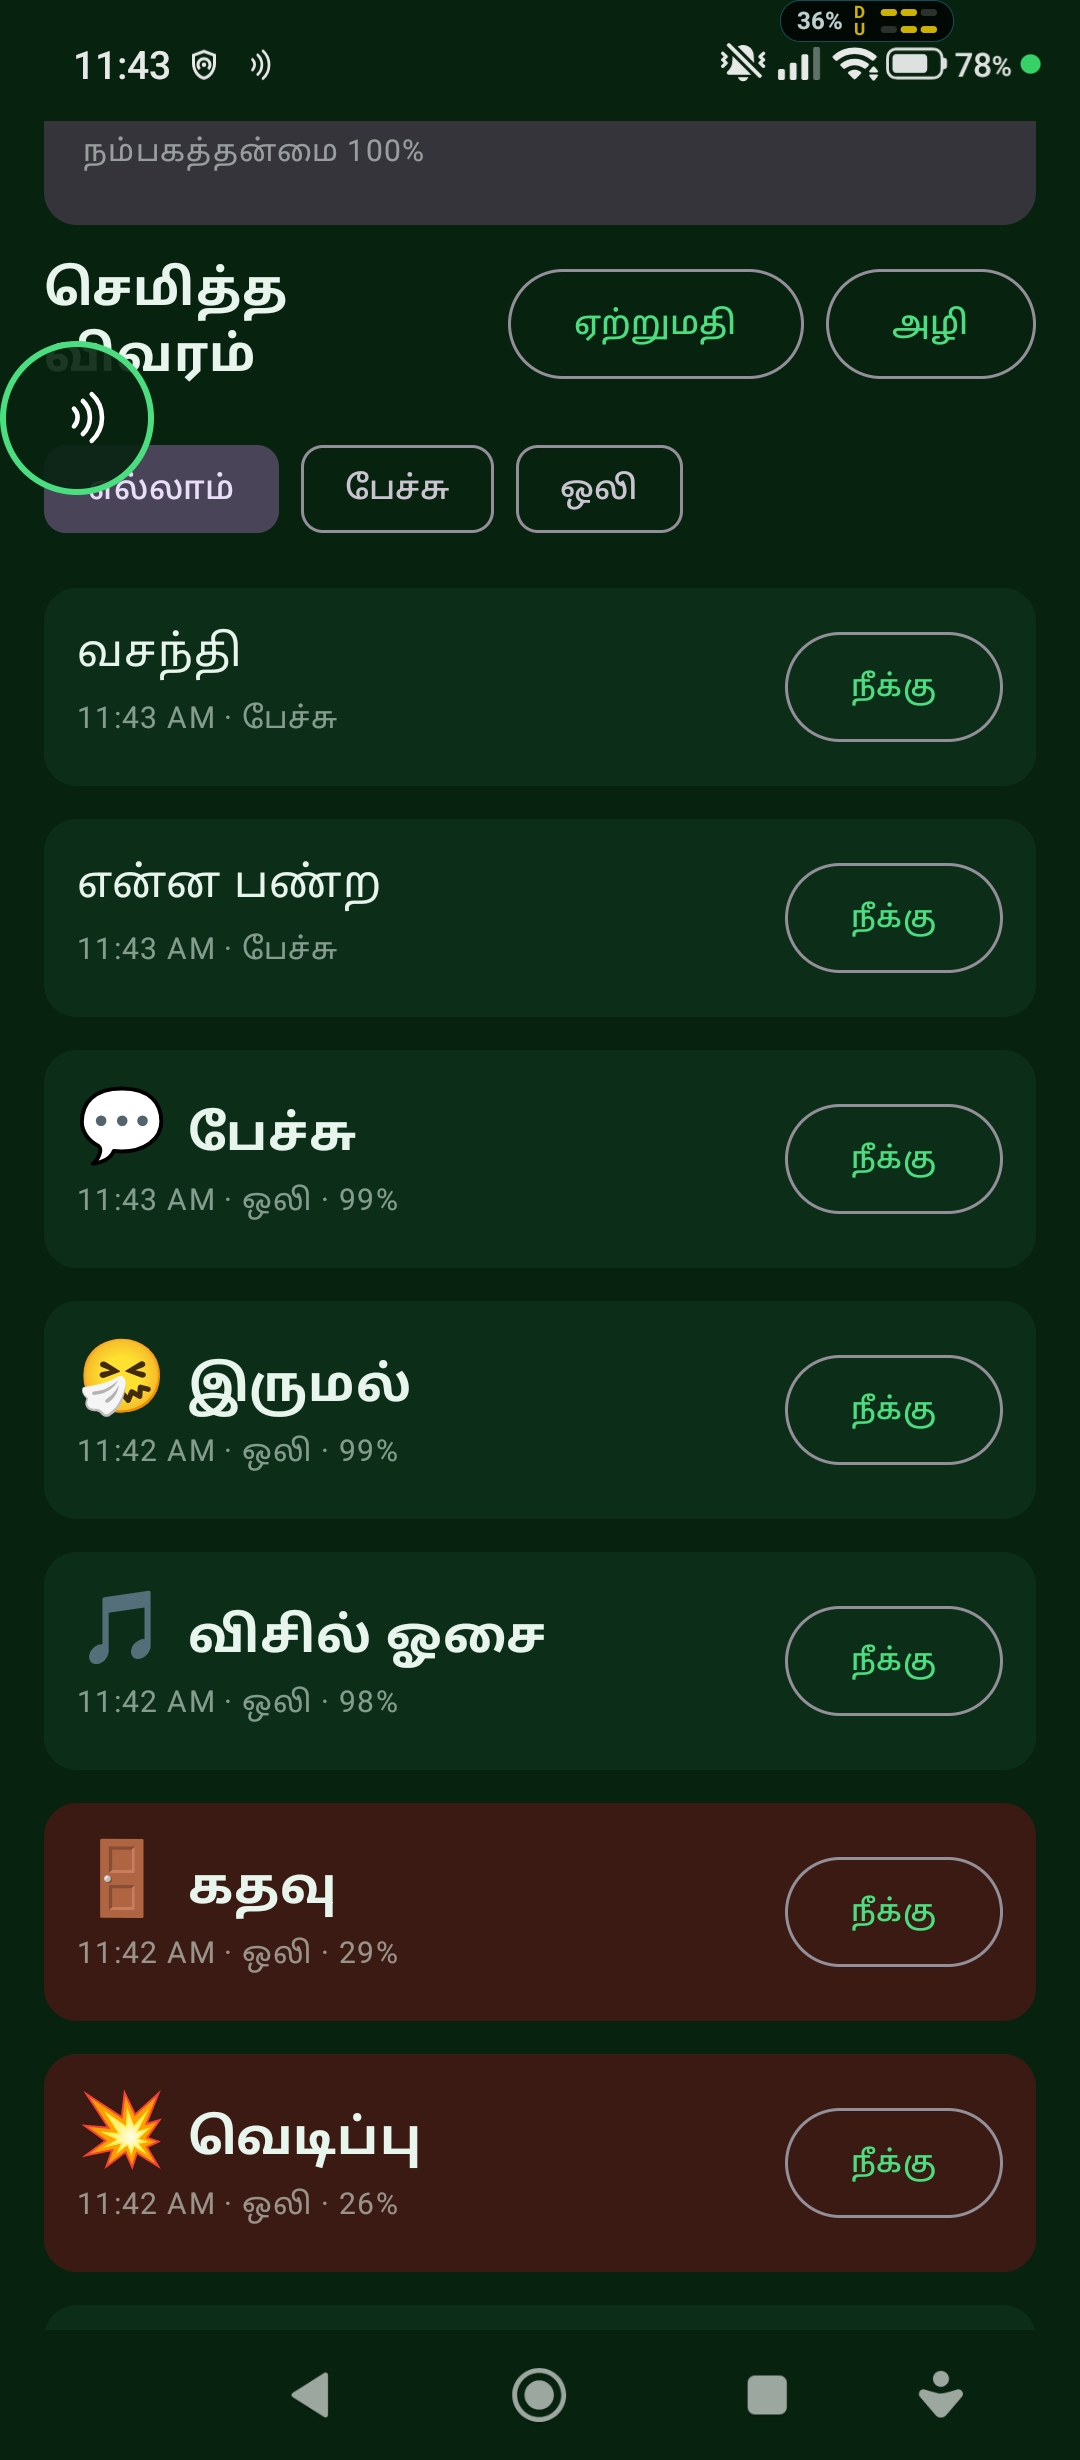 36% D U
11:43
78%
நம்பகத்தன்மை 100%
செமித்த
விவரம்
ஏற்றுமதி
அழி
எல்லாம்
பேச்சு
ஒலி
வசந்தி
11:43 AM · பேச்சு
நீக்கு
என்ன பண்ற
11:43 AM · பேச்சு
நீக்கு
பேச்சு
11:43 AM · ஒலி · 99%
நீக்கு
இருமல்
11:42 AM · ஒலி · 99%
நீக்கு
விசில் ஓசை
11:42 AM · ஒலி · 98%
நீக்கு
கதவு
11:42 AM · ஒலி · 29%
நீக்கு
வெடிப்பு
11:42 AM · ஒலி · 26%
நீக்கு